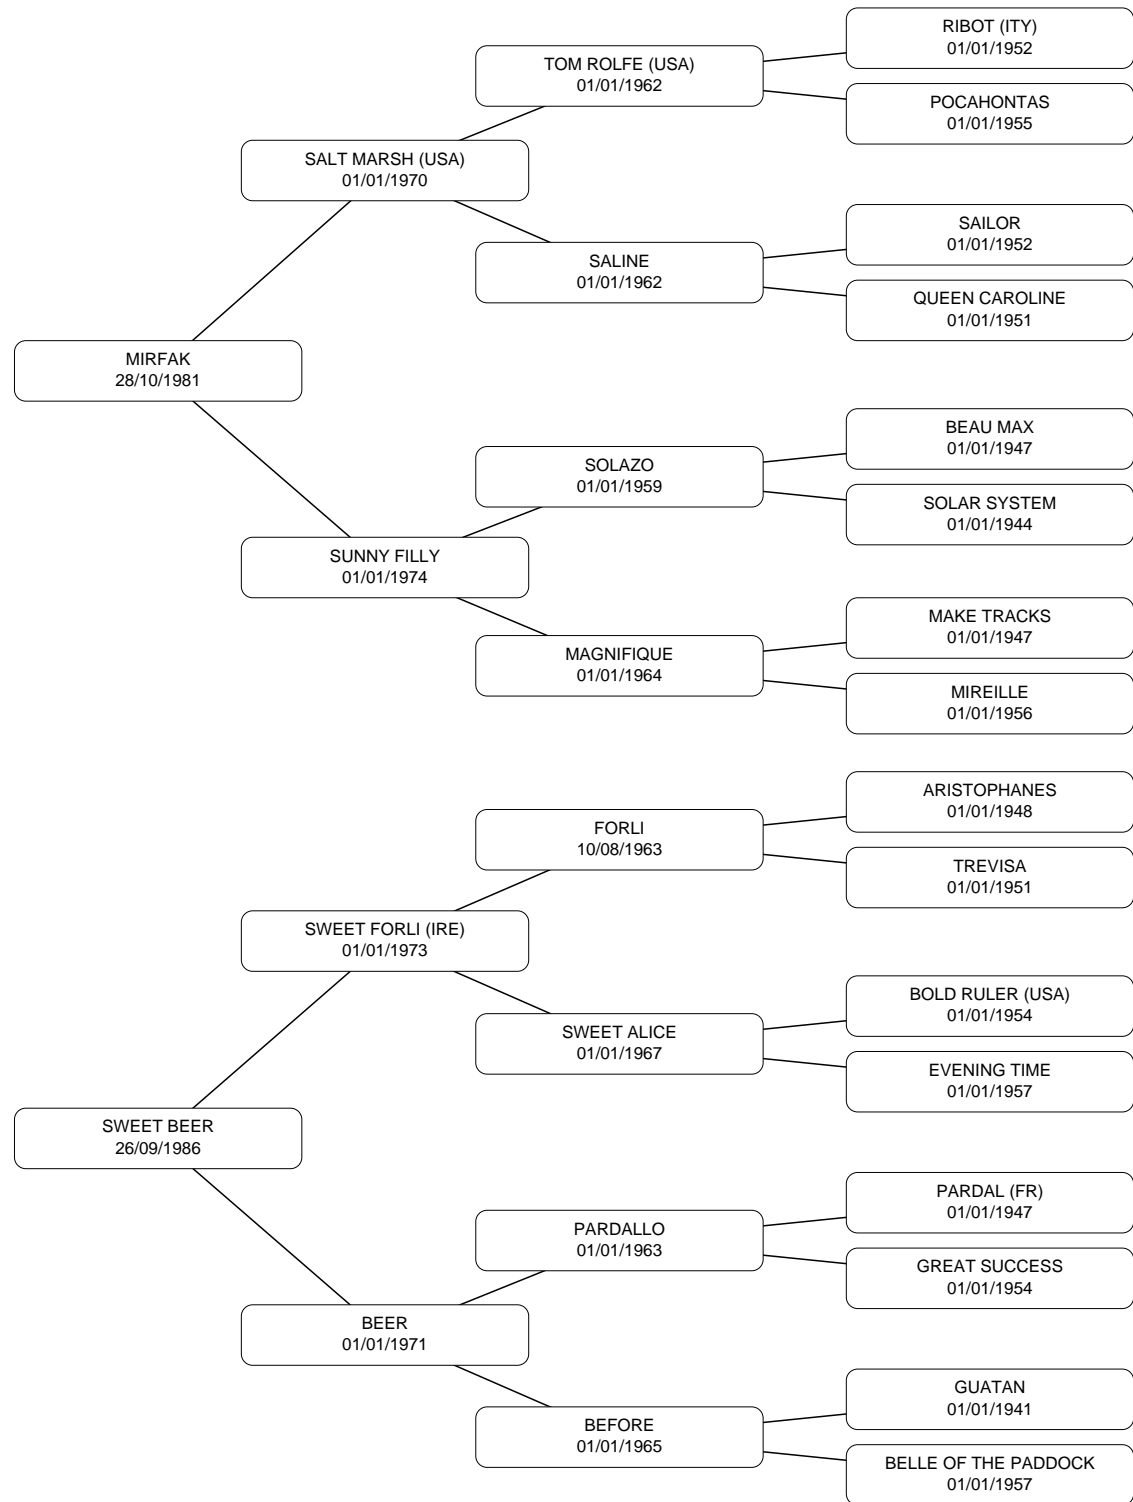 RIBOT (ITY)
01/01/1952
TOM ROLFE (USA)
01/01/1962
POCAHONTAS
01/01/1955
SALT MARSH (USA)
01/01/1970
SAILOR
01/01/1952
SALINE
01/01/1962
QUEEN CAROLINE
01/01/1951
MIRFAK
28/10/1981
BEAU MAX
01/01/1947
SOLAZO
01/01/1959
SOLAR SYSTEM
01/01/1944
SUNNY FILLY
01/01/1974
MAKE TRACKS
01/01/1947
MAGNIFIQUE
01/01/1964
MIREILLE
01/01/1956
ARISTOPHANES
01/01/1948
FORLI
10/08/1963
TREVISA
01/01/1951
SWEET FORLI (IRE)
01/01/1973
BOLD RULER (USA)
01/01/1954
SWEET ALICE
01/01/1967
EVENING TIME
01/01/1957
SWEET BEER
26/09/1986
PARDAL (FR)
01/01/1947
PARDALLO
01/01/1963
GREAT SUCCESS
01/01/1954
BEER
01/01/1971
GUATAN
01/01/1941
BEFORE
01/01/1965
BELLE OF THE PADDOCK
01/01/1957